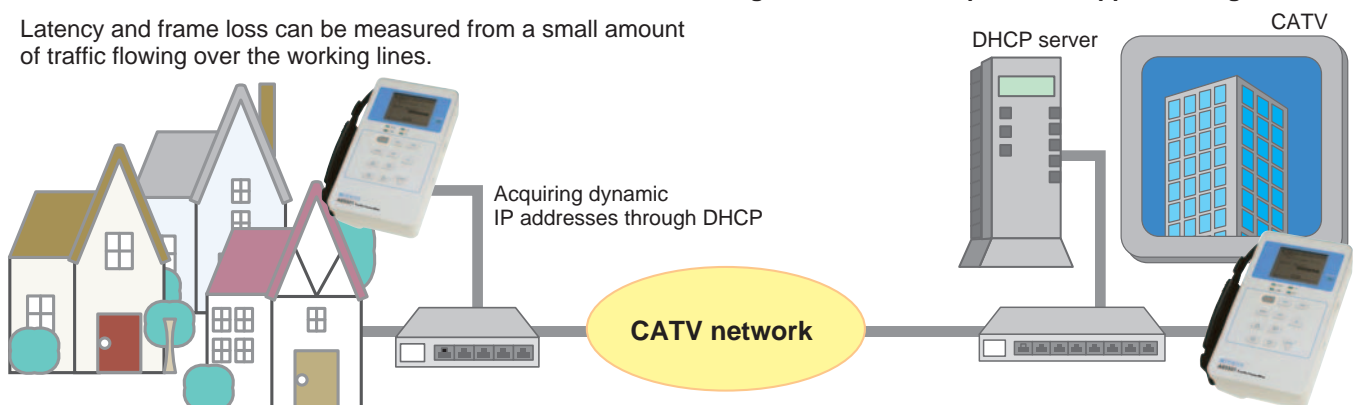 Latency and frame loss can be measured from a small amount
of traffic flowing over the working lines.
DHCP server
CATV
Acquiring dynamic
IP addresses through DHCP
CATV network